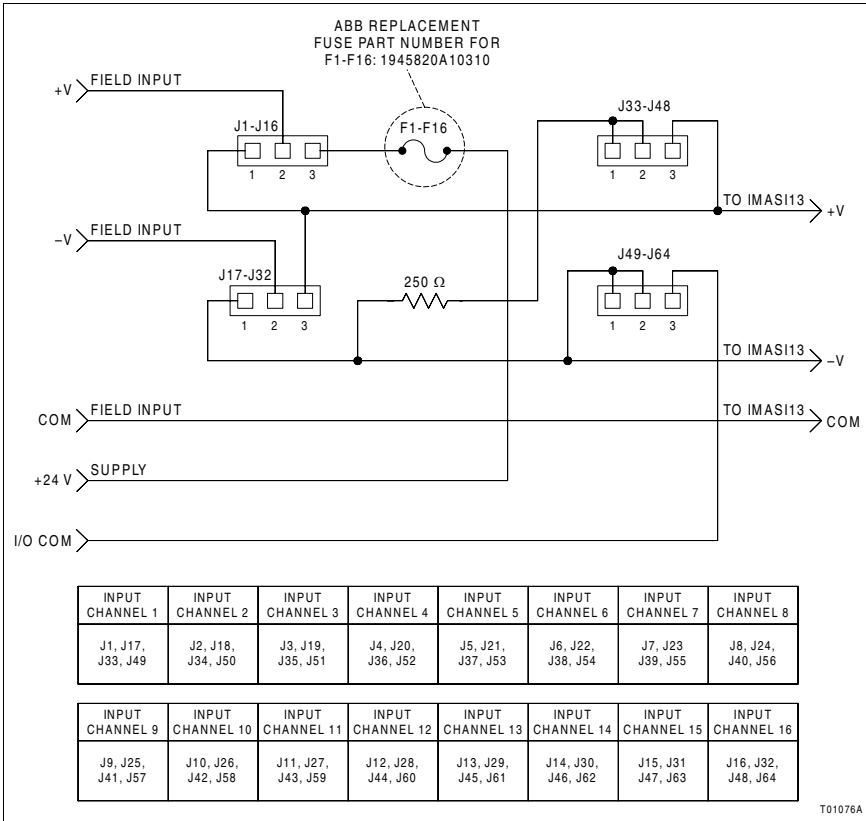 ABB REPLACEMENT
FUSE PART NUMBER FOR
F1-F16: 1945820A10310
+V
FIELD INPUT
J1-J16
1 2 3
F1-F16
J33-J48
1 2 3
TO IMASI13
+V
–V
FIELD INPUT
J17-J32
1 2 3
250 Ω
J49-J64
1 2 3
TO IMASI13
–V
COM
FIELD INPUT
TO IMASI13
COM
+24 V
SUPPLY
I/O COM
INPUT CHANNEL 1
J1, J17,
J33, J49
INPUT CHANNEL 2
J2, J18,
J34, J50
INPUT CHANNEL 3
J3, J19,
J35, J51
INPUT CHANNEL 4
J4, J20,
J36, J52
INPUT CHANNEL 5
J5, J21,
J37, J53
INPUT CHANNEL 6
J6, J22,
J38, J54
INPUT CHANNEL 7
J7, J23
J39, J55
INPUT CHANNEL 8
J8, J24,
J40, J56
INPUT CHANNEL 9
J9, J25,
J41, J57
INPUT CHANNEL 10
J10, J26,
J42, J58
INPUT CHANNEL 11
J11, J27,
J43, J59
INPUT CHANNEL 12
J12, J28,
J44, J60
INPUT CHANNEL 13
J13, J29,
J45, J61
INPUT CHANNEL 14
J14, J30,
J46, J62
INPUT CHANNEL 15
J15, J31
J47, J63
INPUT CHANNEL 16
J16, J32,
J48, J64
T01076A